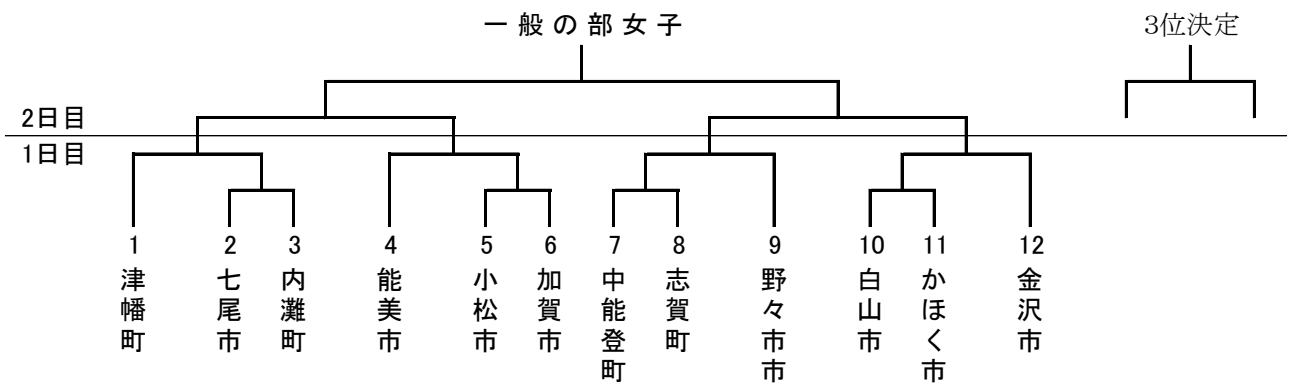 一般の部女子
3位決定
2日目
1日目
1
2
3
4
5
6
7
8
9
10
11
12
津幡町
七尾市
内灘町
能美市
小松市
加賀市
中能登町
志賀町
野々市市
白山市
かほく市
金沢市